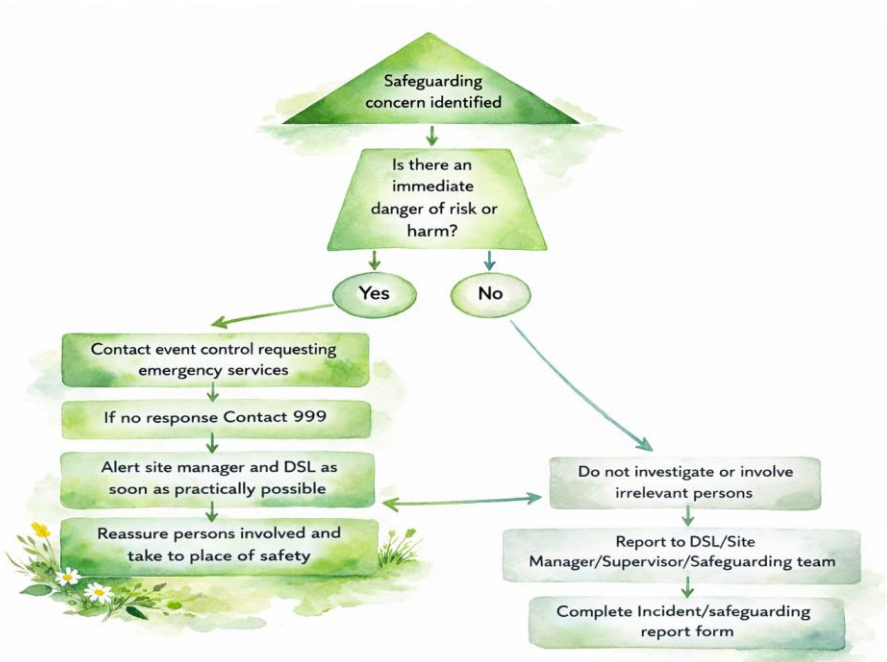 Safeguarding
concern identified
Is there an
immediate
danger of risk or
harm?
Yes
No
Contact event control requesting
emergency services
If no response Contact 999
Alert site manager and DSL as
soon as practically possible
Reassure persons involved and
take to place of safety
Do not investigate or involve
irrelevant persons
Report to DSL/Site
Manager/Supervisor/Safeguarding team
Complete Incident/safeguarding
report form